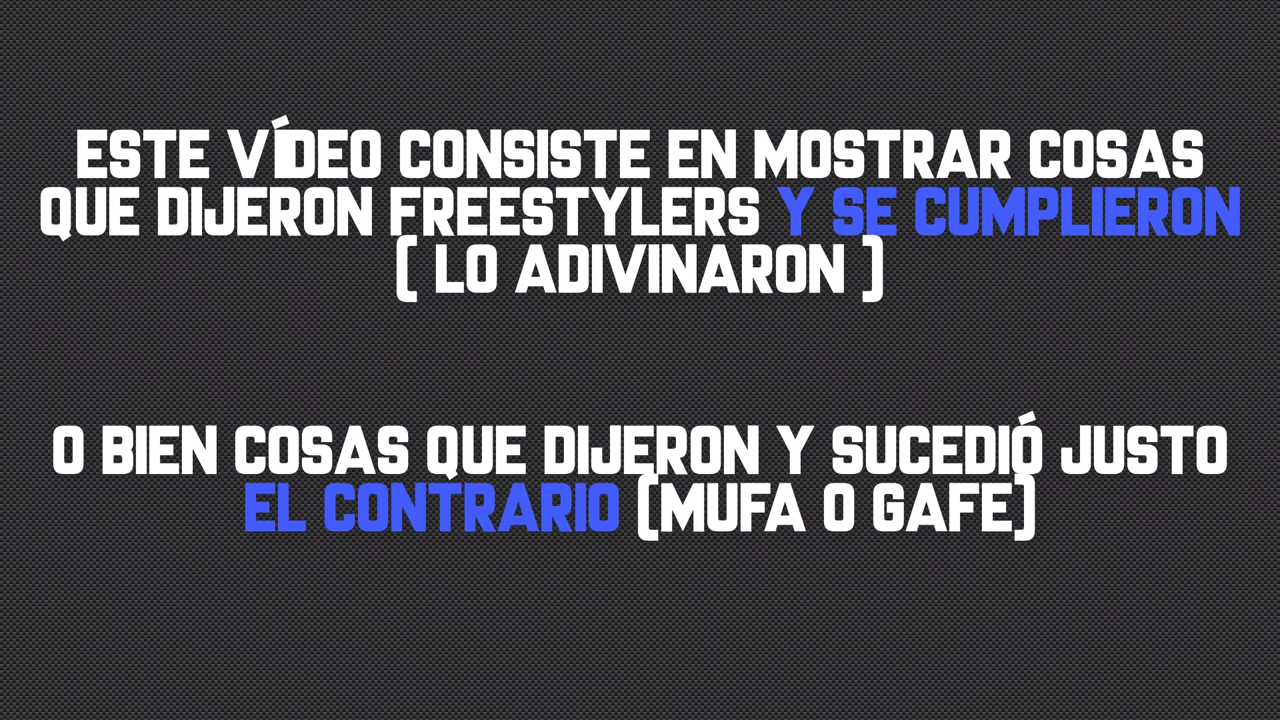 ESTE VÍDEO CONSISTE EN MOSTRAR COSAS
QUE DIJERON FREESTYLERS Y SE CUMPLIERON
( LO ADIVINARON )
O BIEN COSAS QUE DIJERON Y SUCEDIÓ JUSTO
EL CONTRARIO (MUFA O GAFE)